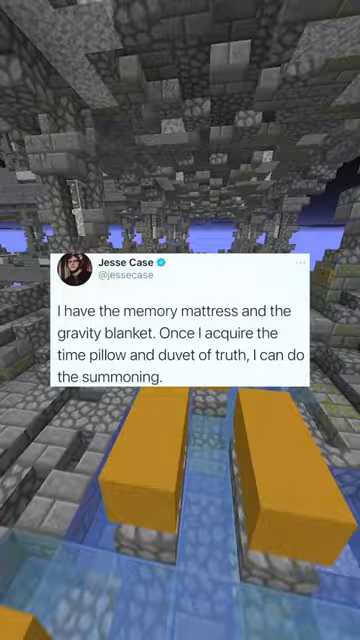 Jesse Case
@jessecase
I have the memory mattress and the
gravity blanket. Once I acquire the
time pillow and duvet of truth, I can do
the summoning.